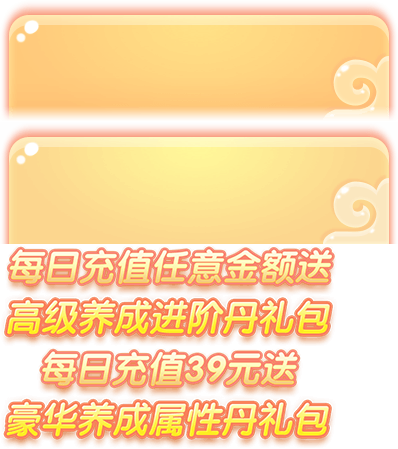 每日充值任意金额送
高级养成进阶丹礼包
每日充值39元送
豪华养成属性丹礼包